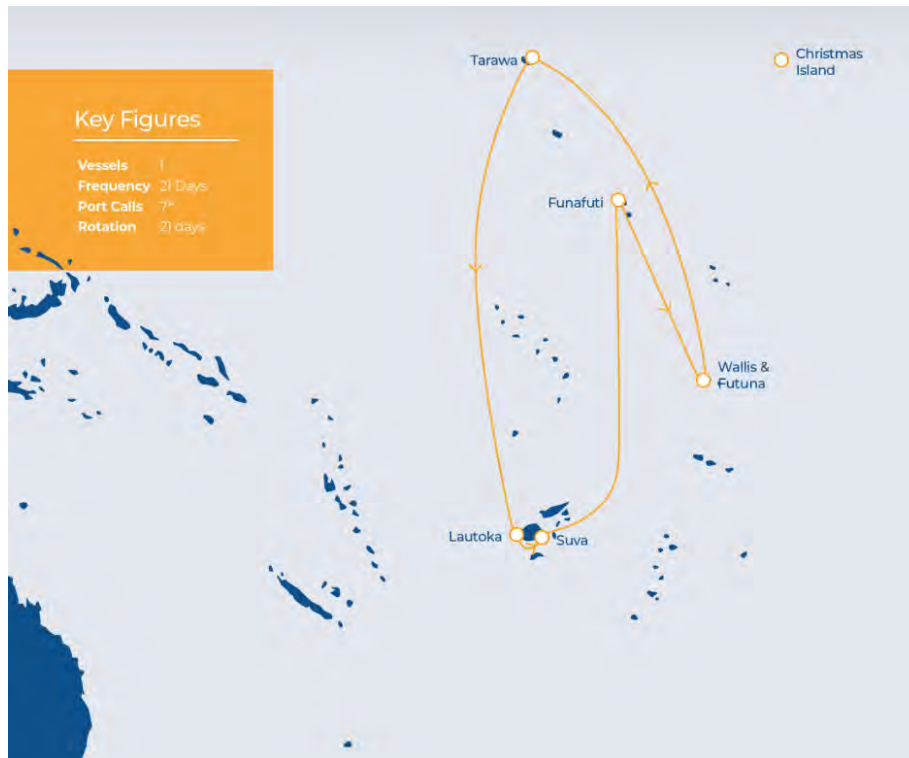 Tarawa
Christmas
Island
Key Figures
Vessels 1
Frequency 21 Days
Port Calls 7*
Rotation 21 days
Funafuti
Wallis &
Futuna
Lautoka
Suva